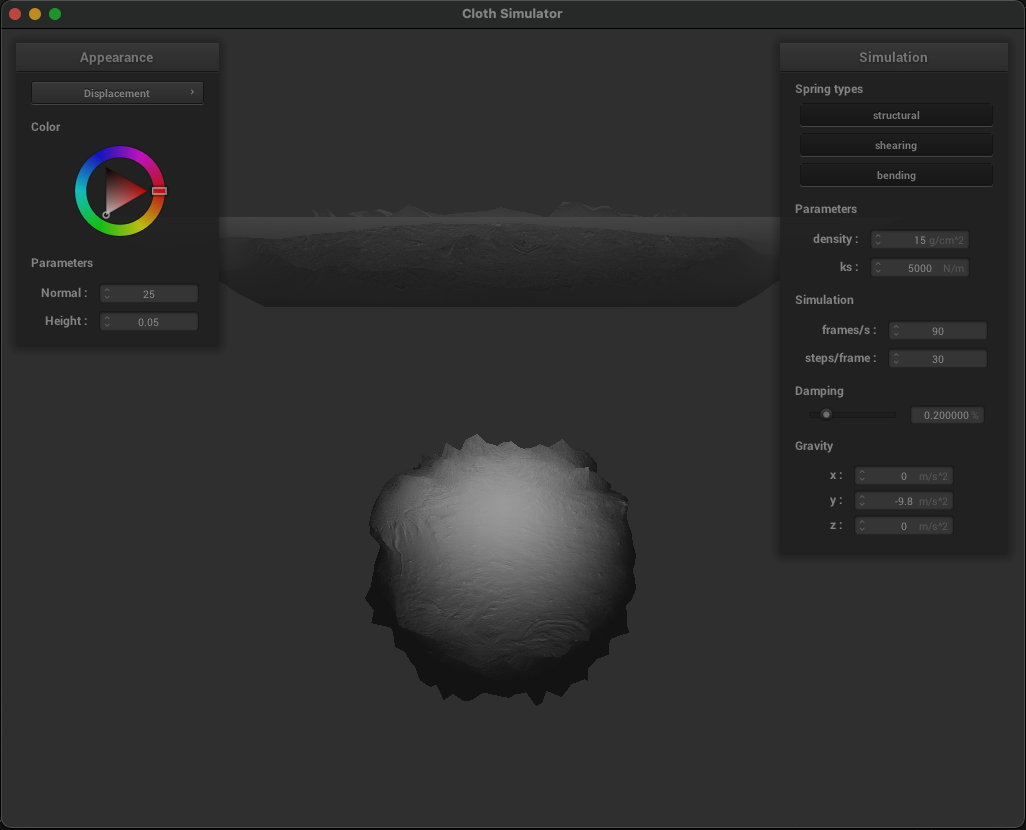 Cloth Simulator
Appearance
Displacement
Color
Parameters
Normal : 25
Height : 0.05
Simulation
Spring types
structural
shearing
bending
Parameters
density : 15 g/cm^2
ks : 5000 N/m
Simulation
frames/s : 90
steps/frame : 30
Damping
0.200000 %
Gravity
x : 0 m/s^2
y : -9.8 m/s^2
z : 0 m/s^2